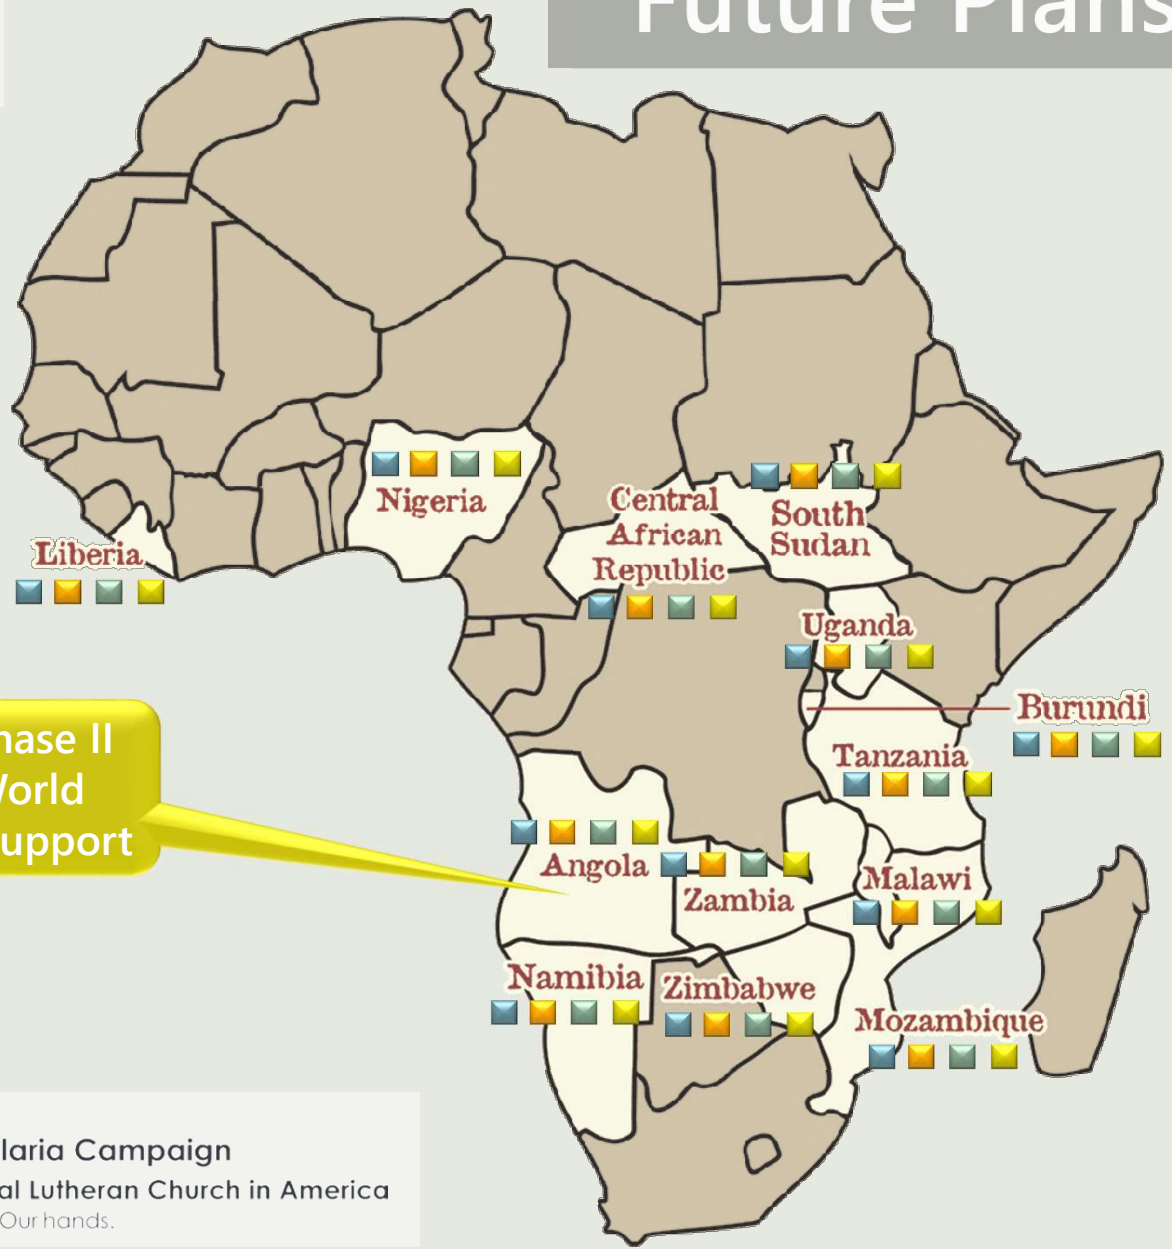 Future Plans
Nigeria
Central
African
Republic
South
Sudan
Liberia
Uganda
Burundi
hase II
World
upport
Tanzania
Angola
Zambia
Malawi
Namibia
Zimbabwe
Mozambique
laria Campaign
al Lutheran Church in America
Our hands.